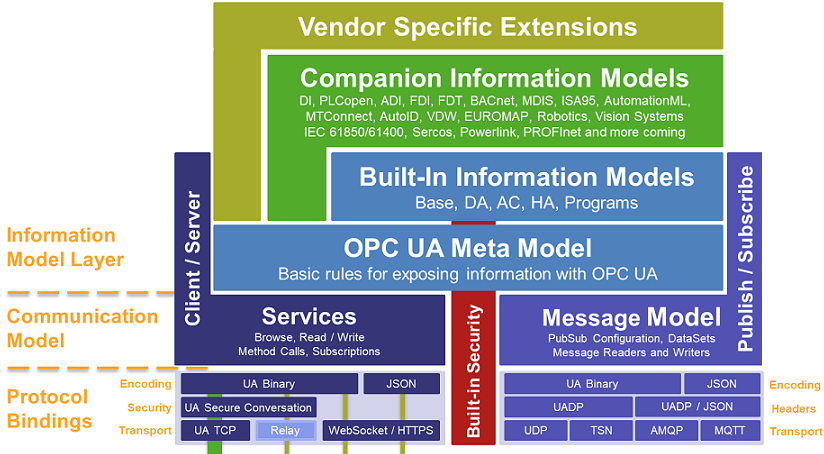 Vendor Specific Extensions
Companion Information Models
DI, PLCopen, ADI, FDI, FDT, BACnet, MDIS, ISA95, AutomationML,
MTConnect, AutoID, VDW, EUROMAP, Robotics, Vision Systems
IEC 61850/61400, Sercos, Powerlink, PROFInet and more coming
Built-In Information Models
Base, DA, AC, HA, Programs
OPC UA Meta Model
Basic rules for exposing information with OPC UA
Information
Model Layer
Client / Server
Publish / Subscribe
Communication
Model
Services
Browse, Read / Write
Method Calls, Subscriptions
Built-in Security
Message Model
PubSub Configuration, DataSets
Message Readers and Writers
Protocol
Bindings
Encoding
UA Binary
JSON
UA Binary
JSON
Encoding
Security
UA Secure Conversation
UADP
UADP / JSON
Headers
Transport
UA TCP
Relay
WebSocket / HTTPS
UDP
TSN
AMQP
MQTT
Transport